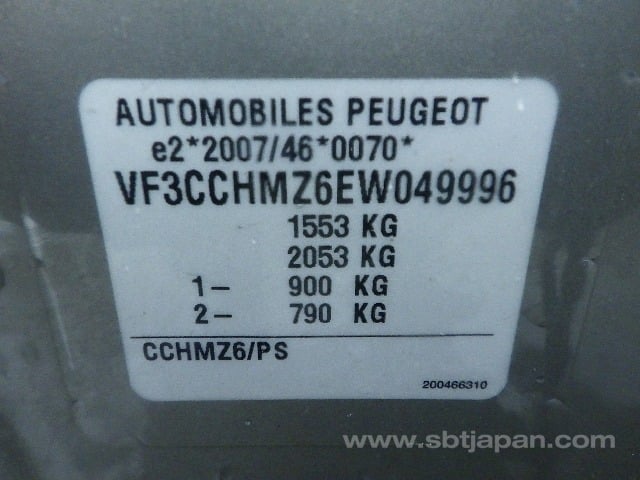 AUTOMOBILES PEUGEOT
e2*2007/46*0070*
VF3CCHMZ6EW049996
1553 KG
2053 KG
1- 900 KG
2- 790 KG
CCHMZ6/PS
200466310
www.sbtjapan.com/